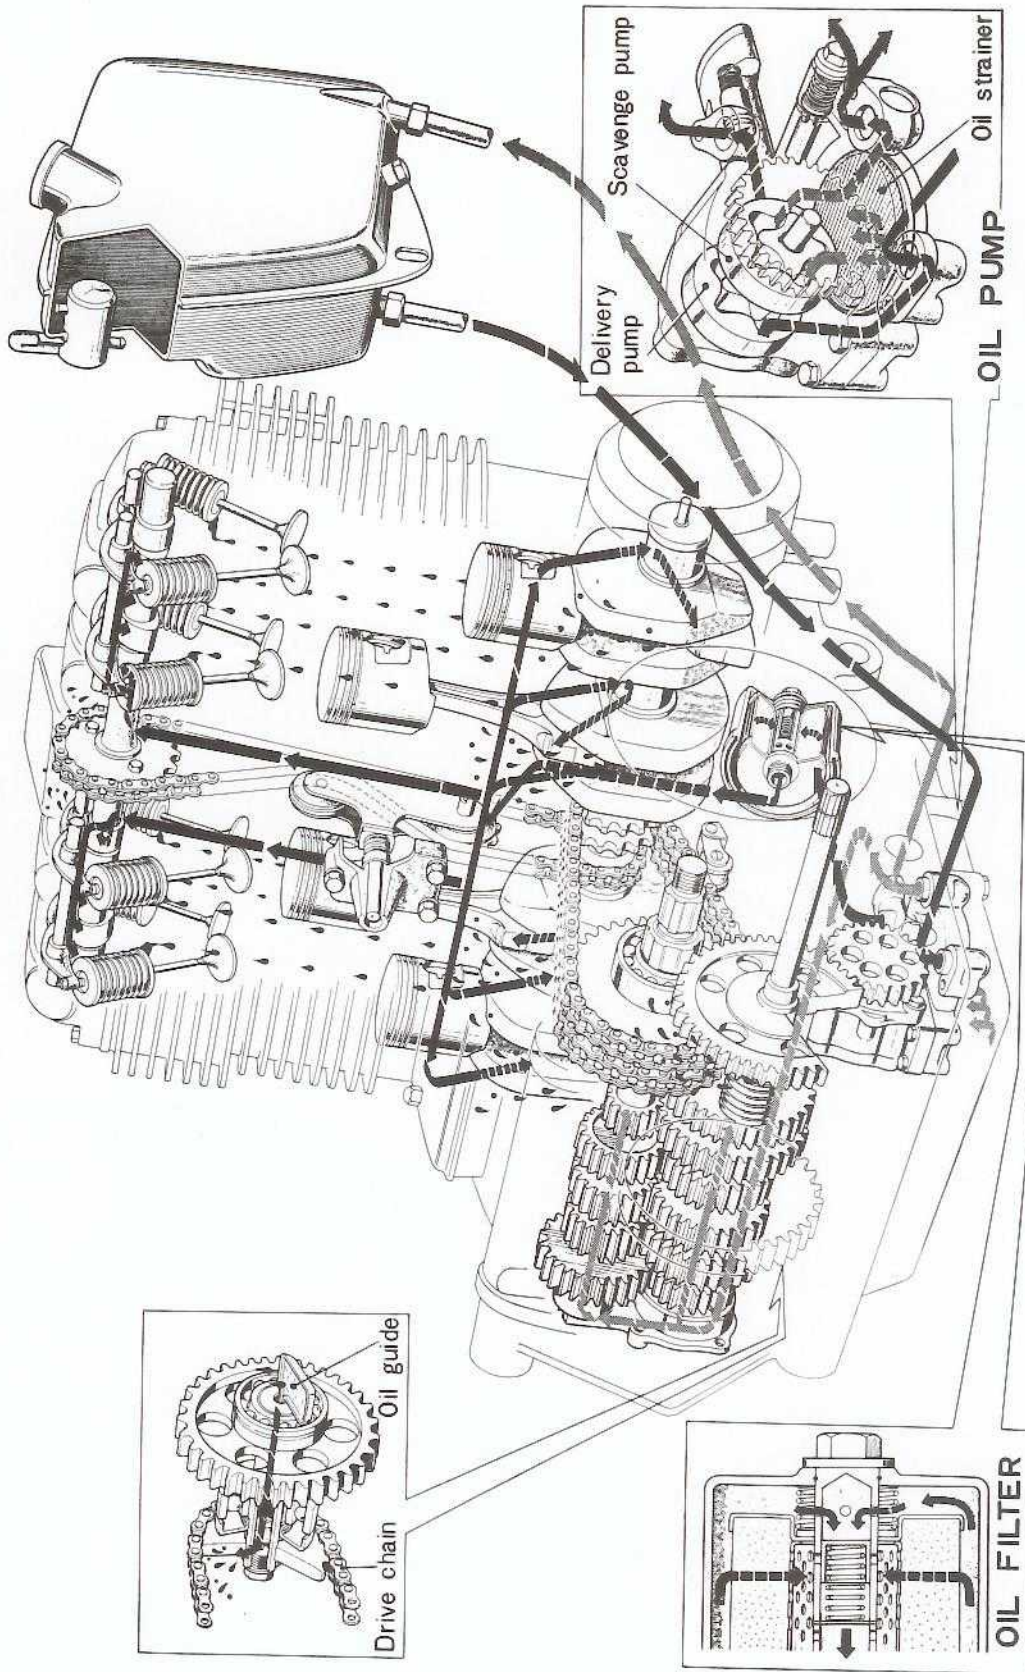 Scavenge pump
Delivery
pump
Oil strainer
OIL PUMP
Oil guide
Drive chain
OIL FILTER